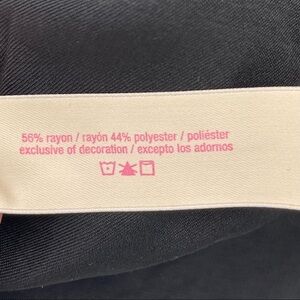 56% rayon / rayón 44% polyester / poliéster
exclusive of decoration / excepto los adornos